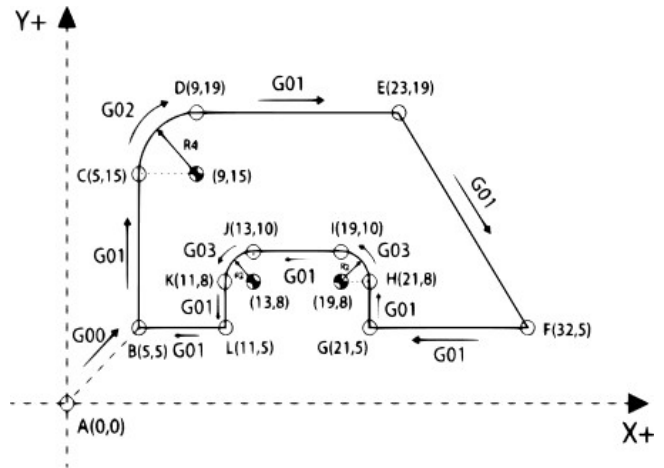 Y+
D(9,19)
G01
E(23,19)
G02
R4
C(5,15)
(9,15)
G01
J(13,10)
I(19,10)
G03
G03
K(11,8)
R2
G01
H(21,8)
G01
G01
(13,8)
(19,8)
G01
G00
B(5,5)
G01
L(11,5)
G(21,5)
G01
F(32,5)
A(0,0)
X+